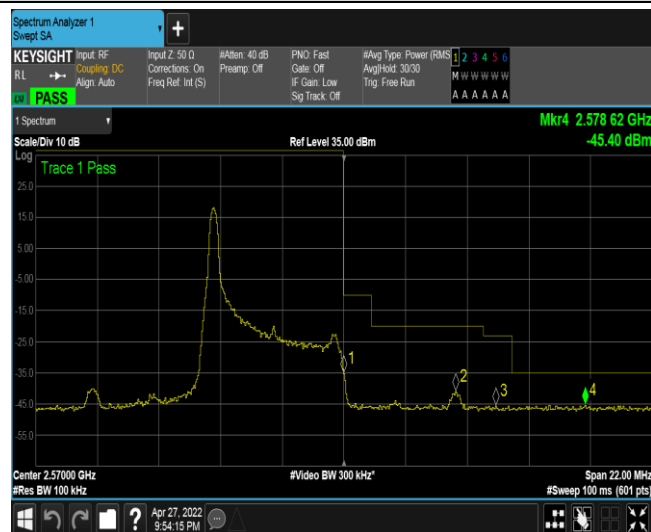 Spectrum Analyzer 1
Swept SA
+
KEYSIGHT
RL
PASS
Input: RF
Coupling: DC
Align: Auto
Input Z: 50 Ω
Corrections: On
Freq Ref: Int (S)
#Atten: 40 dB
Preamp: Off
PNO: Fast
Gate: Off
IF Gain: Low
Sig Track: Off
#Avg Type: Power (RMS
Avg|Hold: 30/30
Trig: Free Run
1 2 3 4 5 6
M W W W W W
A A A A A A
1 Spectrum
Mkr4 2.578 62 GHz
-45.40 dBm
Scale/Div 10 dB
Ref Level 35.00 dBm
Log
Trace 1 Pass
25.0
15.0
5.00
-5.00
-15.0
-25.0
-35.0
-45.0
-55.0
1
2
3
4
Center 2.57000 GHz
#Video BW 300 kHz*
Span 22.00 MHz
#Res BW 100 kHz
#Sweep 100 ms (601 pts)
?
Apr 27, 2022
9:54:15 PM